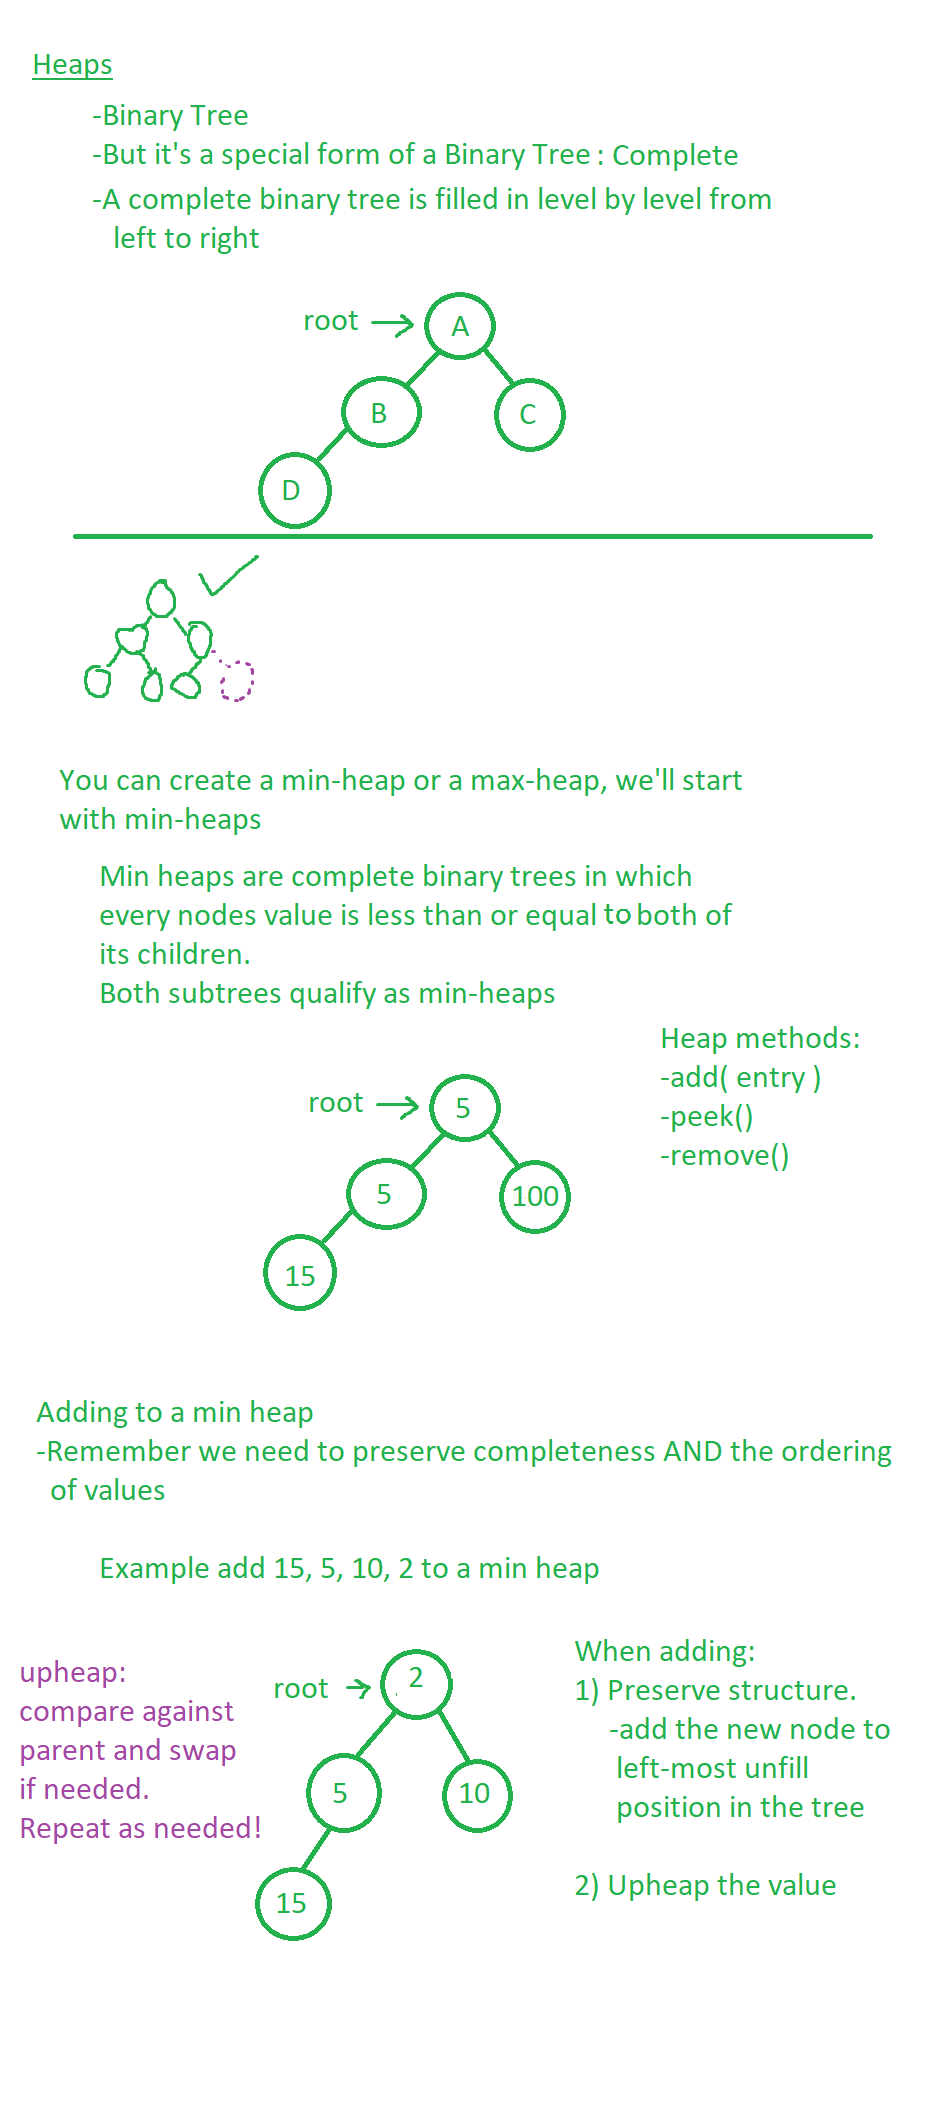 Heaps
-Binary Tree
-But it's a special form of a Binary Tree : Complete
-A complete binary tree is filled in level by level from
left to right
root
A
B
C
D
You can create a min-heap or a max-heap, we'll start
with min-heaps
Min heaps are complete binary trees in which
every nodes value is less than or equal to both of
its children.
Both subtrees qualify as min-heaps
Heap methods:
-add( entry )
-peek()
-remove()
root
5
5
100
15
Adding to a min heap
-Remember we need to preserve completeness AND the ordering
of values
Example add 15, 5, 10, 2 to a min heap
upheap:
compare against
parent and swap
if needed.
Repeat as needed!
root
2
5
10
15
When adding:
1) Preserve structure.
-add the new node to
left-most unfill
position in the tree
2) Upheap the value